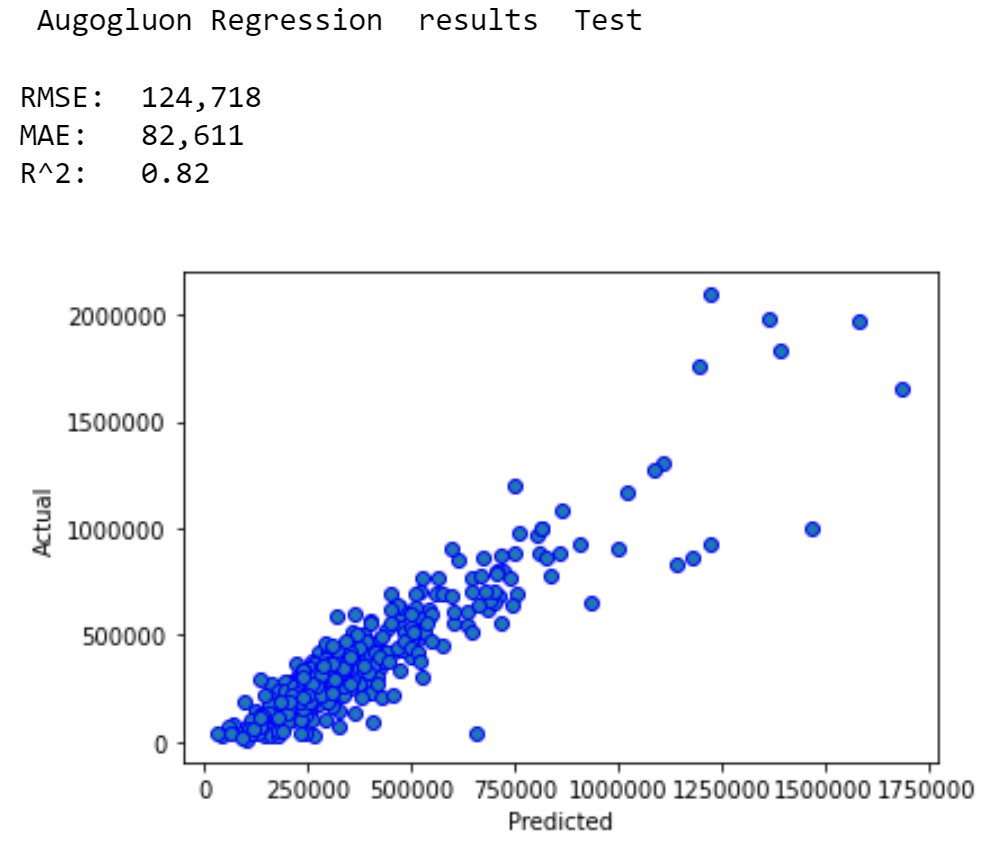 Augogluon Regression results Test
RMSE: 124,718
MAE: 82,611
R^2: 0.82
2000000
1500000
1000000
500000
0
Actual
0 250000 500000 750000 1000000 1250000 1500000 1750000
Predicted